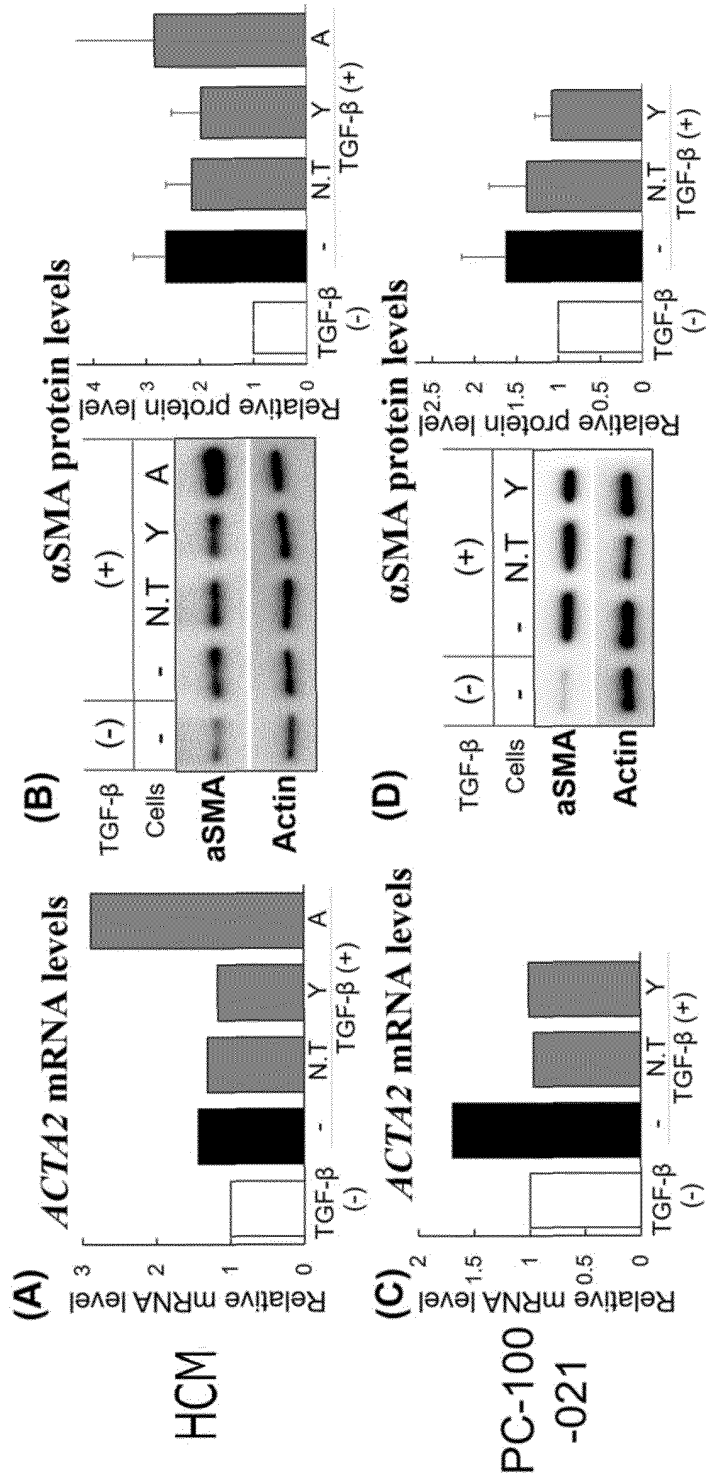 HCM
(A)
ACTA2 mRNA levels
Relative mRNA level
3
2
1
0
TGF-β
(-)
-
N.T
Y
A
TGF-β (+)
(B)
αSMA protein levels
TGF-β
(-)
(+)
Cells
-
-
N.T
Y
A
aSMA
Actin
Relative protein level
4
3
2
1
0
TGF-β
(-)
-
N.T
Y
A
TGF-β (+)
PC-100
-021
(C)
ACTA2 mRNA levels
Relative mRNA level
2
1.5
1
0.5
0
TGF-β
(-)
-
N.T
Y
TGF-β (+)
(D)
αSMA protein levels
TGF-β
(-)
(+)
Cells
-
-
N.T
Y
aSMA
Actin
Relative protein level
2.5
2
1.5
1
0.5
0
TGF-β
(-)
-
N.T
Y
TGF-β (+)